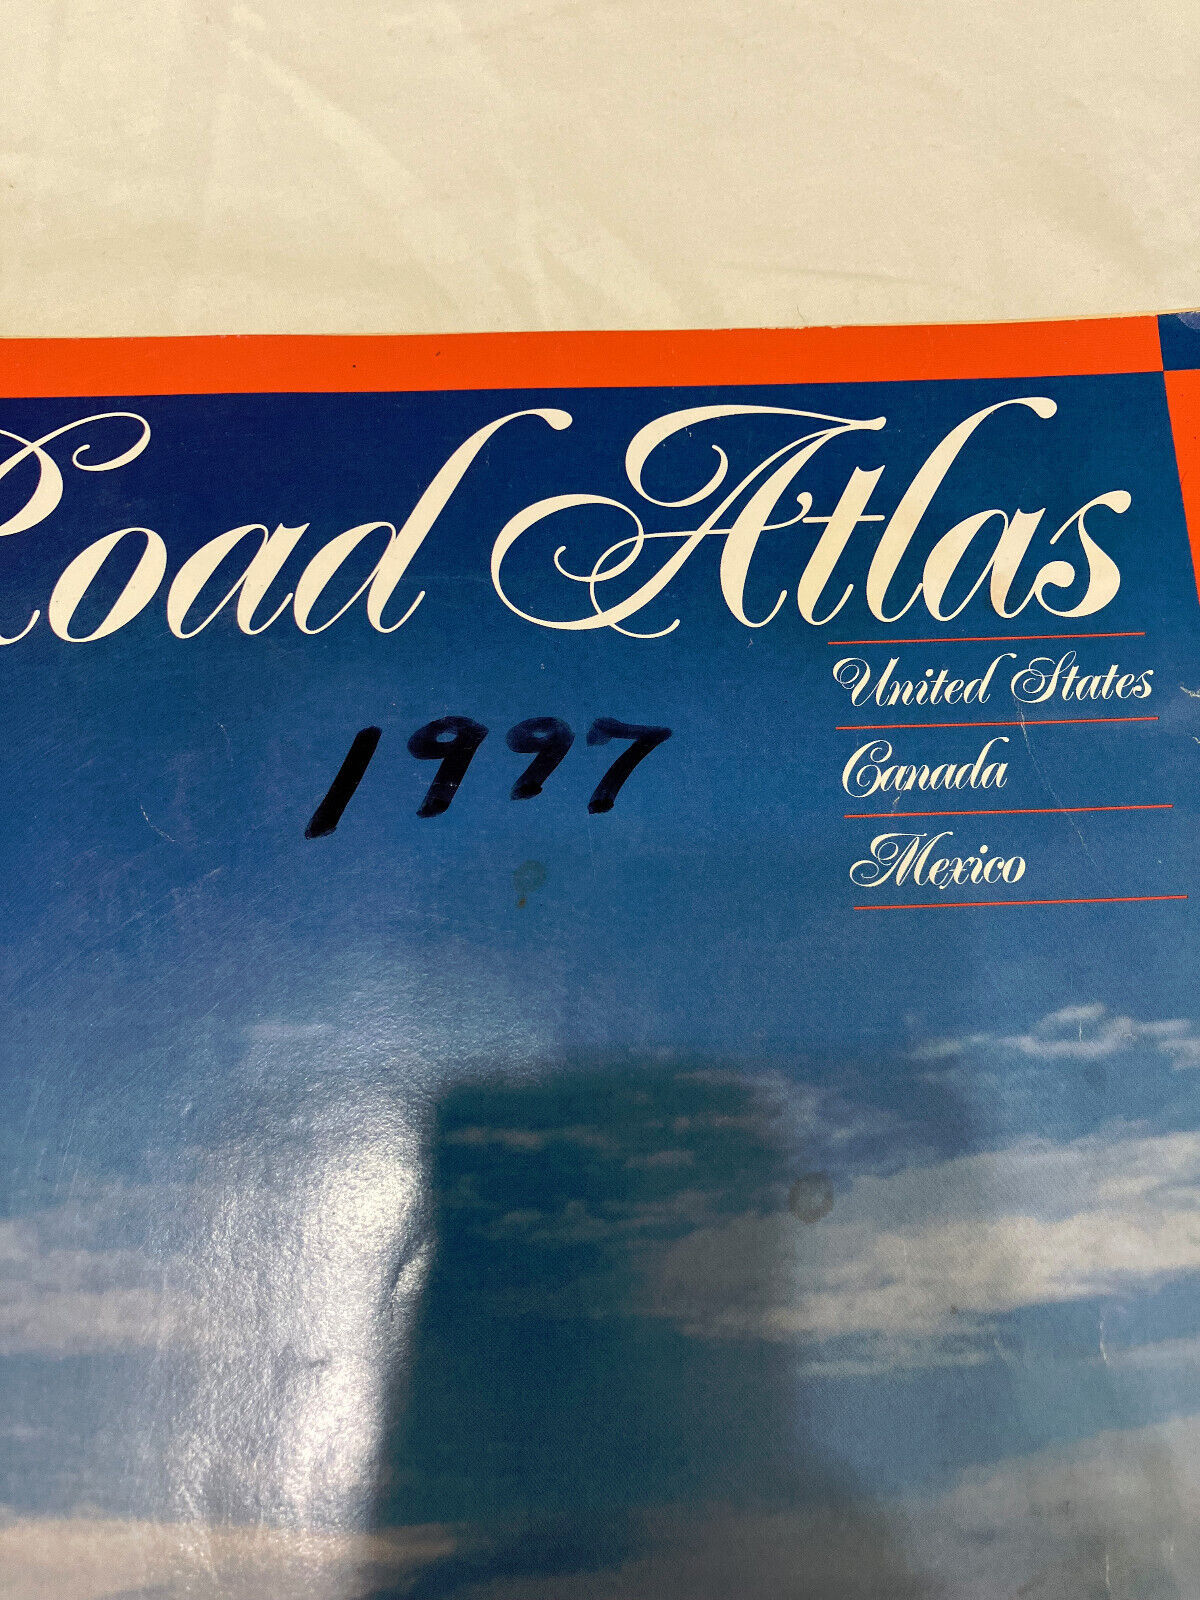 Road Atlas
United States
1997
Canada
Mexico